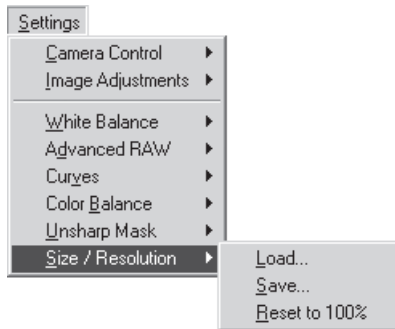 Settings
Camera Control
Image Adjustments
White Balance
Advanced RAW
Curves
Color Balance
Unsharp Mask
Size / Resolution
Load...
Save...
Reset to 100%